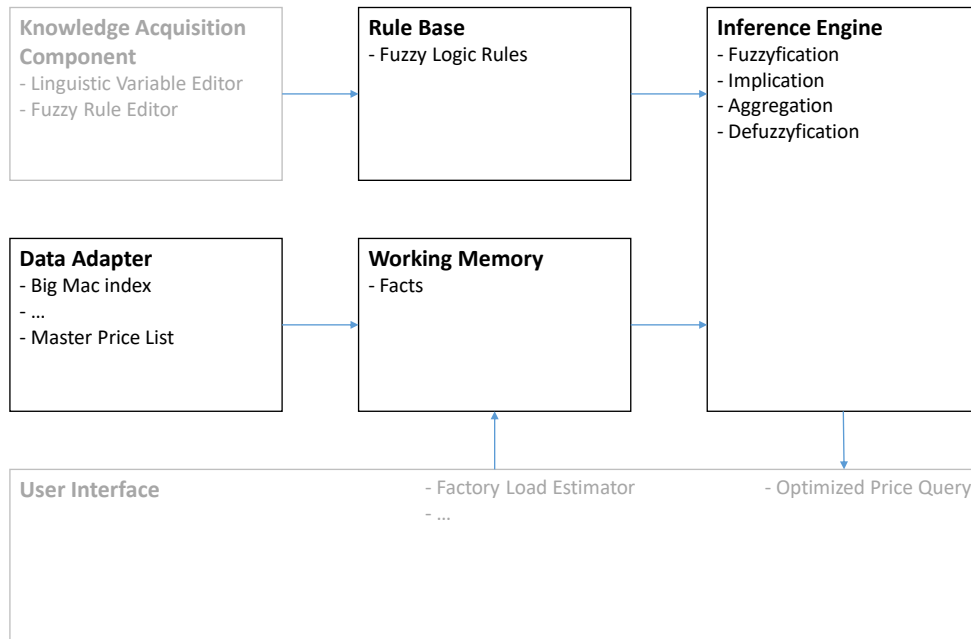 Knowledge Acquisition
Component
- Linguistic Variable Editor
- Fuzzy Rule Editor
Rule Base
- Fuzzy Logic Rules
Inference Engine
- Fuzzyfication
- Implication
- Aggregation
- Defuzzyfication
Data Adapter
- Big Mac index
- ...
- Master Price List
Working Memory
- Facts
User Interface
- Factory Load Estimator
- ...
- Optimized Price Query